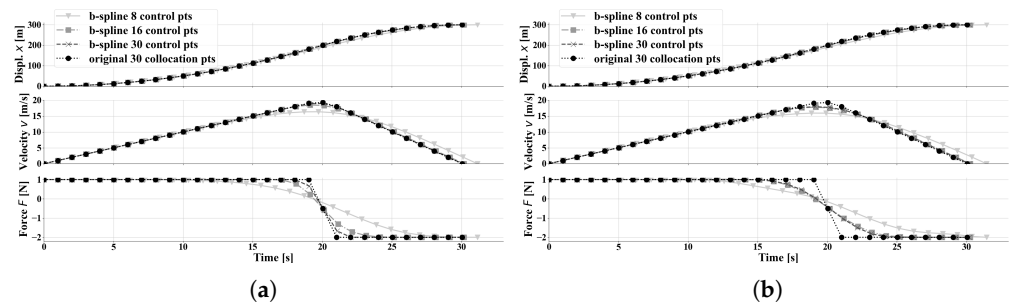 b-spline 8 control pts
b-spline 16 control pts
b-spline 30 control pts
original 30 collocation pts
Displ. x [m]
300
200
100
0
Velocity v [m/s]
20
15
10
5
0
Force F [N]
1
0
−1
−2
0 5 10 15 20 25 30
Time [s]
(a)
b-spline 8 control pts
b-spline 16 control pts
b-spline 30 control pts
original 30 collocation pts
Displ. x [m]
300
200
100
0
Velocity v [m/s]
20
15
10
5
0
Force F [N]
1
0
−1
−2
0 5 10 15 20 25 30
Time [s]
(b)